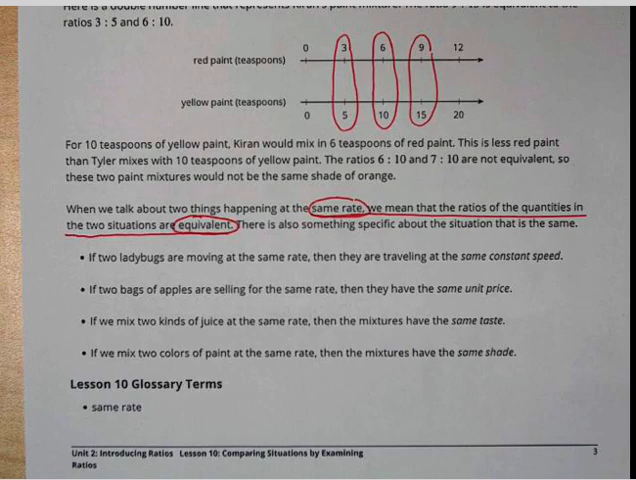 ratios 3 : 5 and 6 : 10.
0 3 6 9 12
red paint (teaspoons)
yellow paint (teaspoons)
0 5 10 15 20
For 10 teaspoons of yellow paint, Kiran would mix in 6 teaspoons of red paint. This is less red paint
than Tyler mixes with 10 teaspoons of yellow paint. The ratios 6 : 10 and 7 : 10 are not equivalent, so
these two paint mixtures would not be the same shade of orange.
When we talk about two things happening at the same rate, we mean that the ratios of the quantities in
the two situations are equivalent. There is also something specific about the situation that is the same.
• If two ladybugs are moving at the same rate, then they are traveling at the same constant speed.
• If two bags of apples are selling for the same rate, then they have the same unit price.
• If we mix two kinds of juice at the same rate, then the mixtures have the same taste.
• If we mix two colors of paint at the same rate, then the mixtures have the same shade.
Lesson 10 Glossary Terms
• same rate
Unit 2: Introducing Ratios Lesson 10: Comparing Situations by Examining
Ratios
3